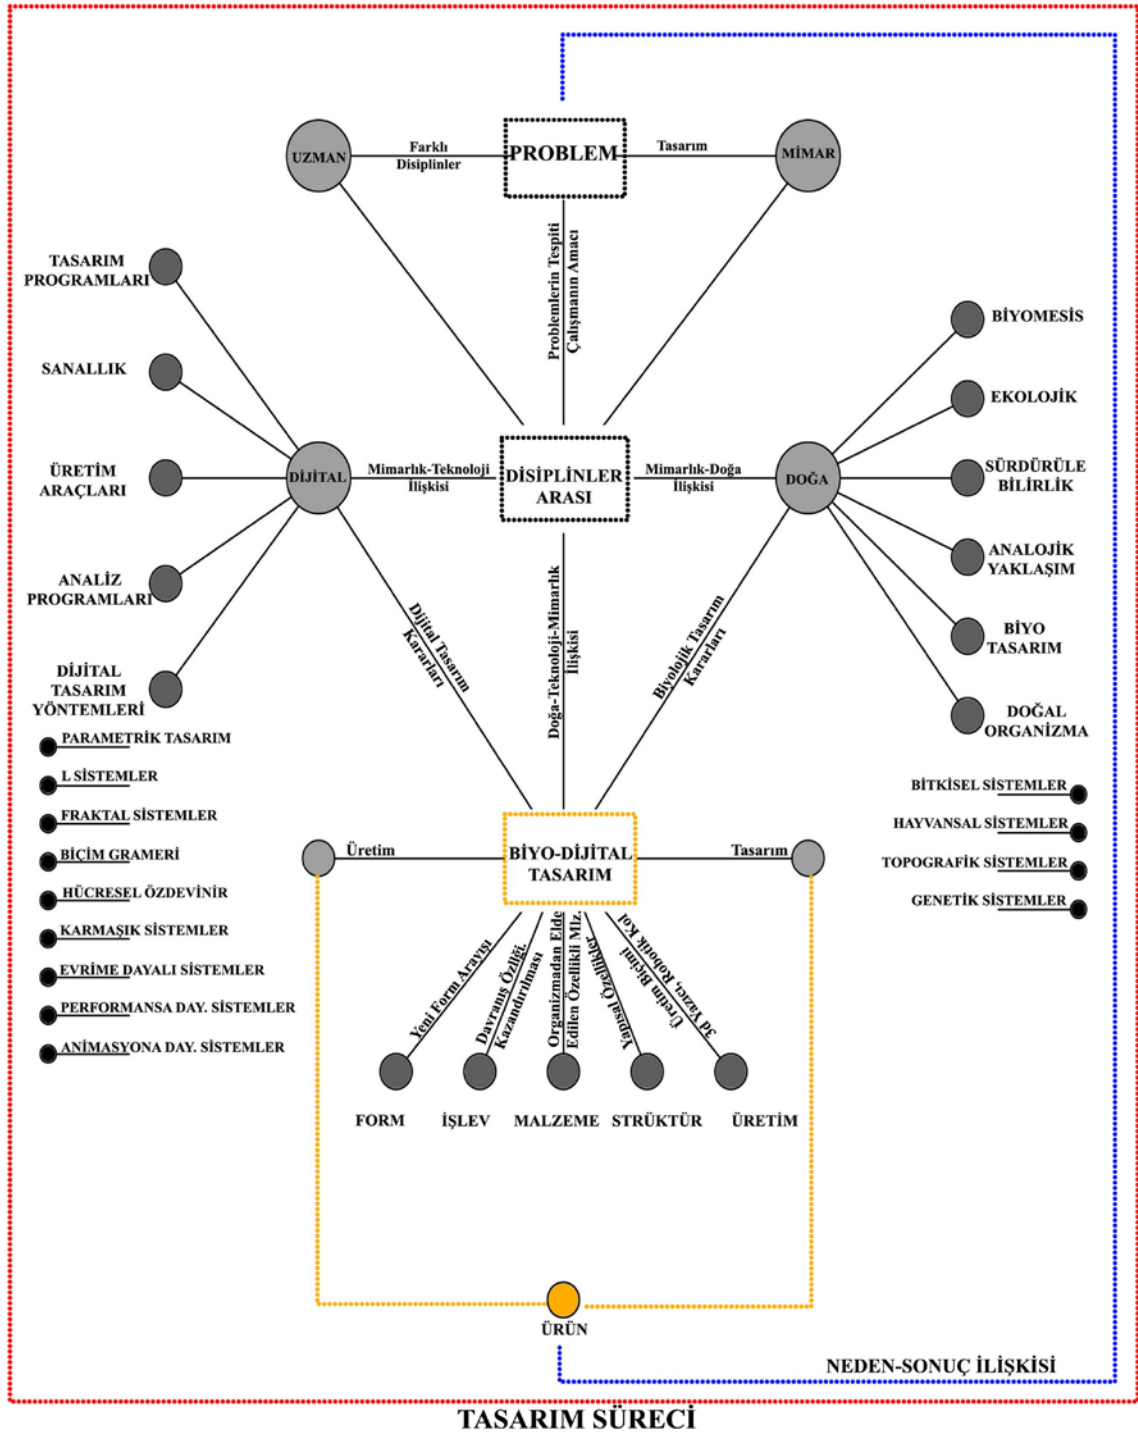 UZMAN
Farklı
Disiplinler
PROBLEM
Tasarım
MİMAR
Problemlerin Tespiti
Çalışmanın Amacı
TASARIM
PROGRAMLARI
SANALLIK
ÜRETİM
ARAÇLARI
ANALİZ
PROGRAMLARI
DİJİTAL
TASARIM
YÖNTEMLERİ
DİJİTAL
Mimarlık-Teknoloji
İlişkisi
DİSİPLİNLER
ARASI
Mimarlık-Doğa
İlişkisi
DOĞA
BİYOMESİS
EKOLOJİK
SÜRDÜRÜLE
BİLİRLİK
ANALOJİK
YAKLAŞIM
BİYO
TASARIM
DOĞAL
ORGANİZMA
Dijital Tasarım
Kararları
Doğa-Teknoloji-Mimarlık
İlişkisi
Biyolojik Tasarım
Kararları
PARAMETRİK TASARIM
L SİSTEMLER
FRAKTAL SİSTEMLER
BİÇİM GRAMERİ
HÜCRESEL ÖZDEVİNİR
KARMAŞIK SİSTEMLER
EVRİME DAYALI SİSTEMLER
PERFORMANSA DAY. SİSTEMLER
ANİMASYONA DAY. SİSTEMLER
BİTKİSEL SİSTEMLER
HAYVANSAL SİSTEMLER
TOPOGRAFİK SİSTEMLER
GENETİK SİSTEMLER
Üretim
BİYO-DİJİTAL
TASARIM
Tasarım
Yeni Form Arayışı
Davranış Özliği.
Kazandırılması
Organizmadan Elde
Edilen Özellikli Mlz.
Yapısal Özellikler
Üretim Biçimi
3d Yazıcı, Robotik Kol
FORM
İŞLEV
MALZEME
STRÜKTÜR
ÜRETİM
ÜRÜN
NEDEN-SONUÇ İLİŞKİSİ
TASARIM SÜRECİ